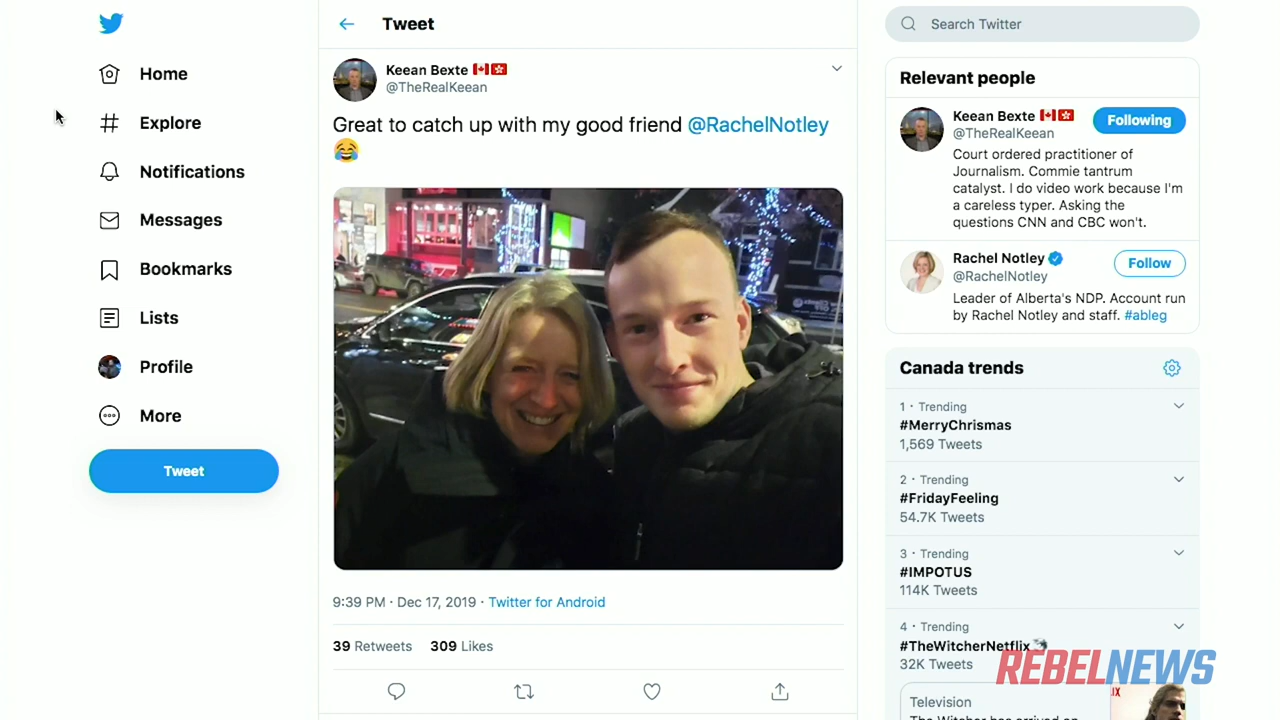 Home
Explore
Notifications
Messages
Bookmarks
Lists
Profile
More
Tweet
Tweet
Keean Bexte
@TheRealKeean
Great to catch up with my good friend @RachelNotley
😂
9:39 PM · Dec 17, 2019 · Twitter for Android
39 Retweets 309 Likes
Search Twitter
Relevant people
Keean Bexte
@TheRealKeean
Following
Court ordered practitioner of
Journalism. Commie tantrum
catalyst. I do video work because I'm
a careless typer. Asking the
questions CNN and CBC won't.
Rachel Notley
@RachelNotley
Follow
Leader of Alberta's NDP. Account run
by Rachel Notley and staff. #ableg
Canada trends
1 · Trending
#MerryChrismas
1,569 Tweets
2 · Trending
#FridayFeeling
54.7K Tweets
3 · Trending
#IMPOTUS
114K Tweets
4 · Trending
#TheWitcherNetflix
32K Tweets
REBELNEWS
Television